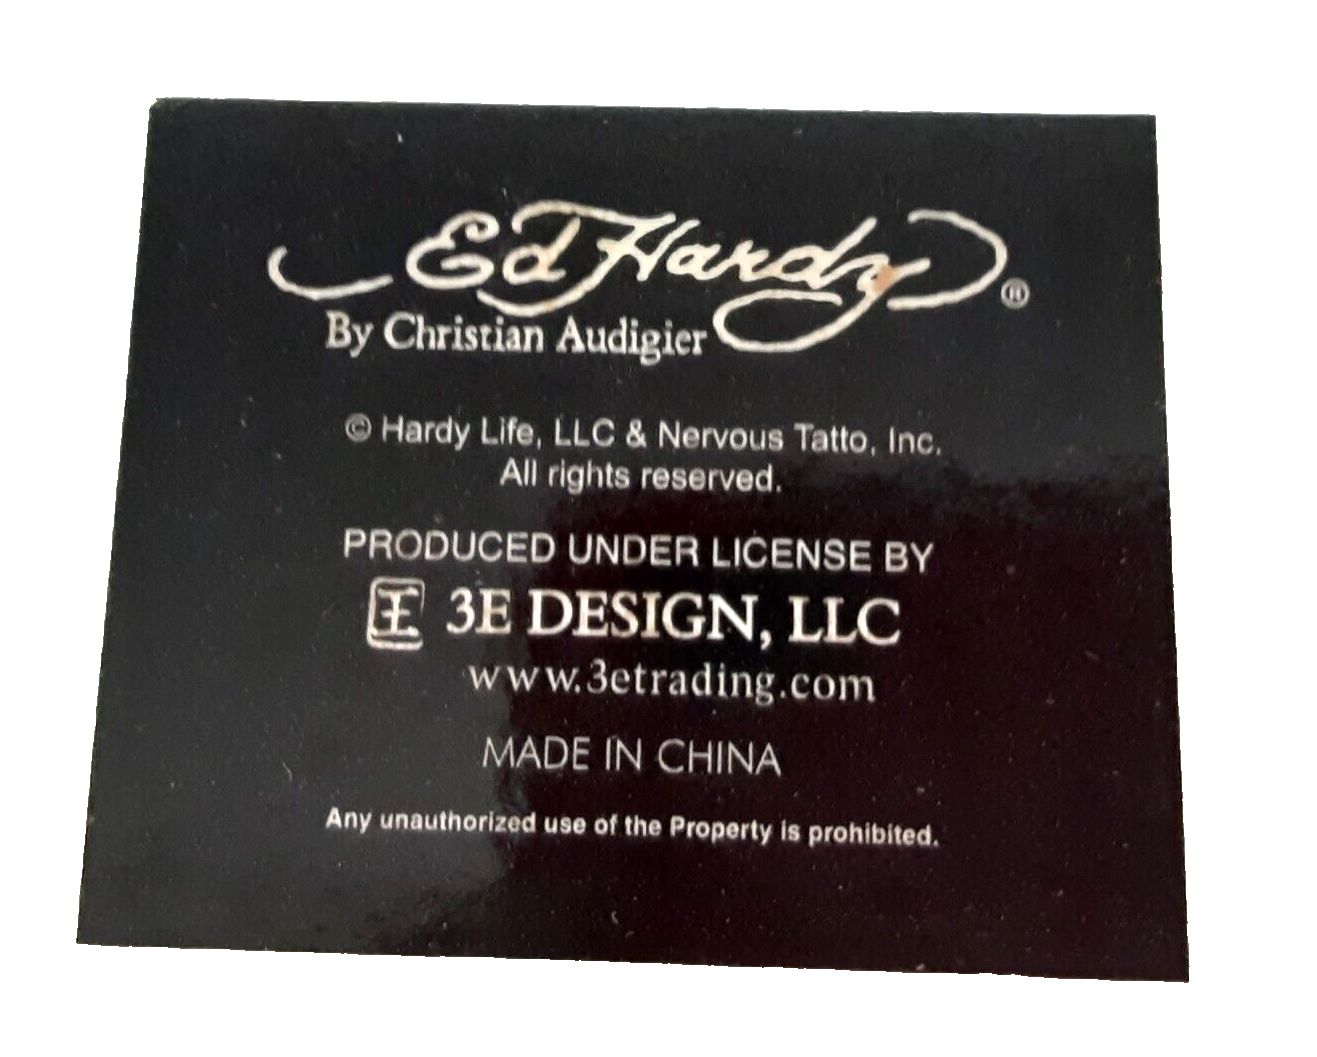 Ed Hardy®
By Christian Audigier
© Hardy Life, LLC & Nervous Tatto, Inc.
All rights reserved.
PRODUCED UNDER LICENSE BY
3E DESIGN, LLC
www.3etrading.com
MADE IN CHINA
Any unauthorized use of the Property is prohibited.